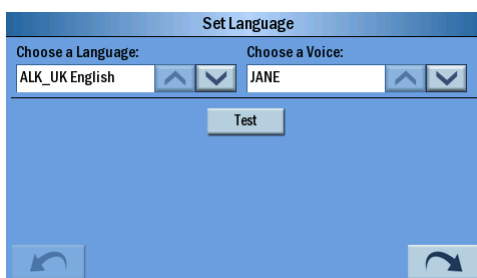 Set Language
Choose a Language: Choose a Voice:
ALK_UK English JANE
Test